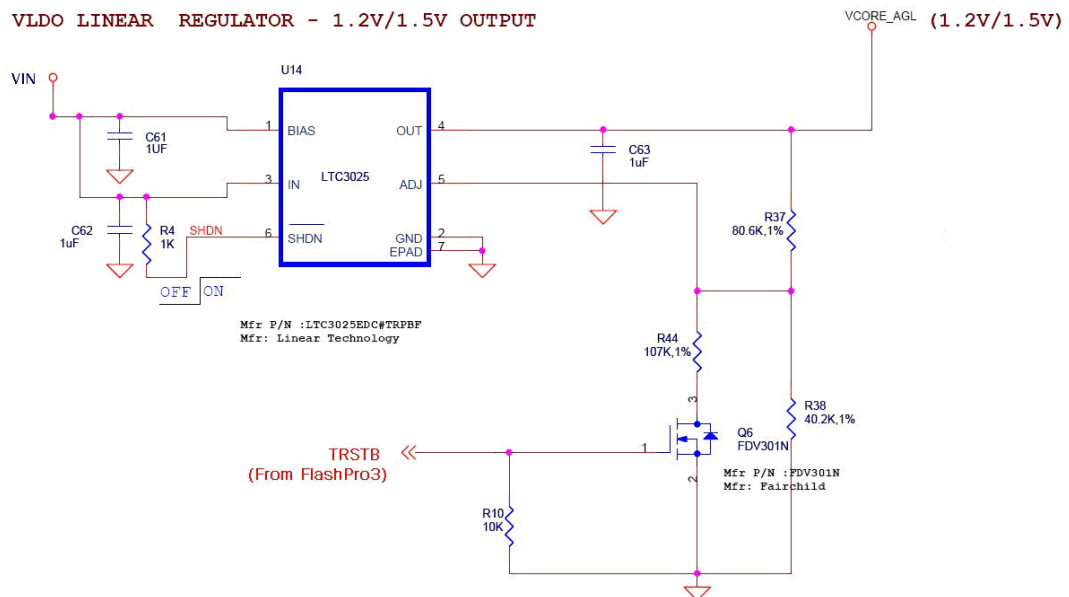 VLDO LINEAR REGULATOR - 1.2V/1.5V OUTPUT
VCORE_AGL (1.2V/1.5V)
VIN
U14
1 BIAS OUT 4
C61
1UF
C63
1uF
LTC3025
3 IN ADJ 5
C62
1uF
R4
1K
SHDN
6 SHDN GND 2
EPAD 7
R37
80.6K,1%
OFF ON
Mfr P/N :LTC3025EDC#TRPBF
Mfr: Linear Technology
R44
107K,1%
3
R38
40.2K,1%
Q6
FDV301N
1
TRSTB
(From FlashPro3)
Mfr P/N :FDV301N
Mfr: Fairchild
2
R10
10K